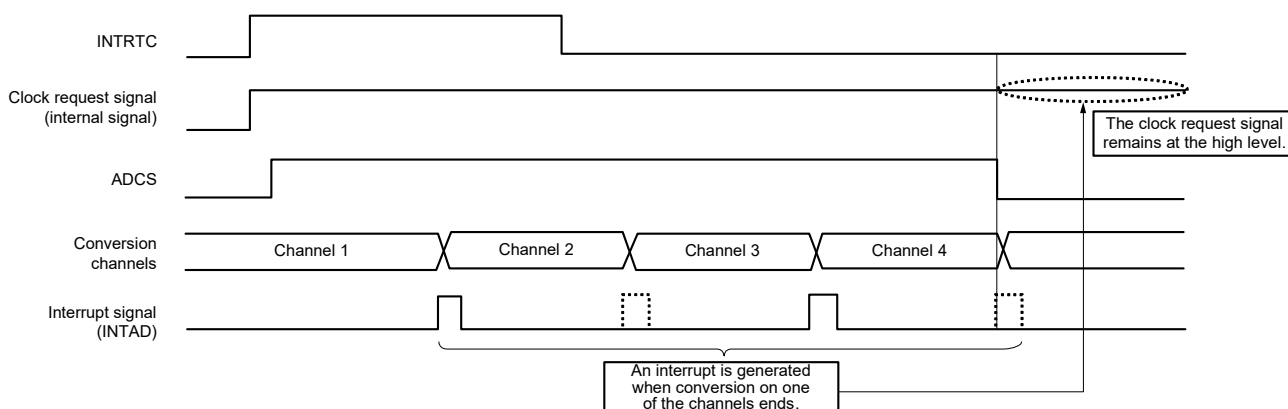 INTRTC
Clock request signal
(internal signal)
The clock request signal
remains at the high level.
ADCS
Conversion
channels
Channel 1
Channel 2
Channel 3
Channel 4
Interrupt signal
(INTAD)
An interrupt is generated
when conversion on one
of the channels ends.